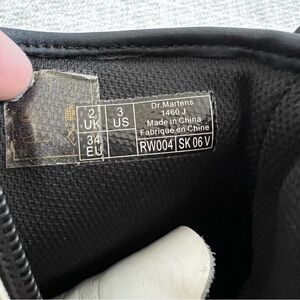 2 UK
3 US
34 EU
Dr.Martens
1460 J
Made in China
Fabriqué en Chine
RW004
SK 06 V